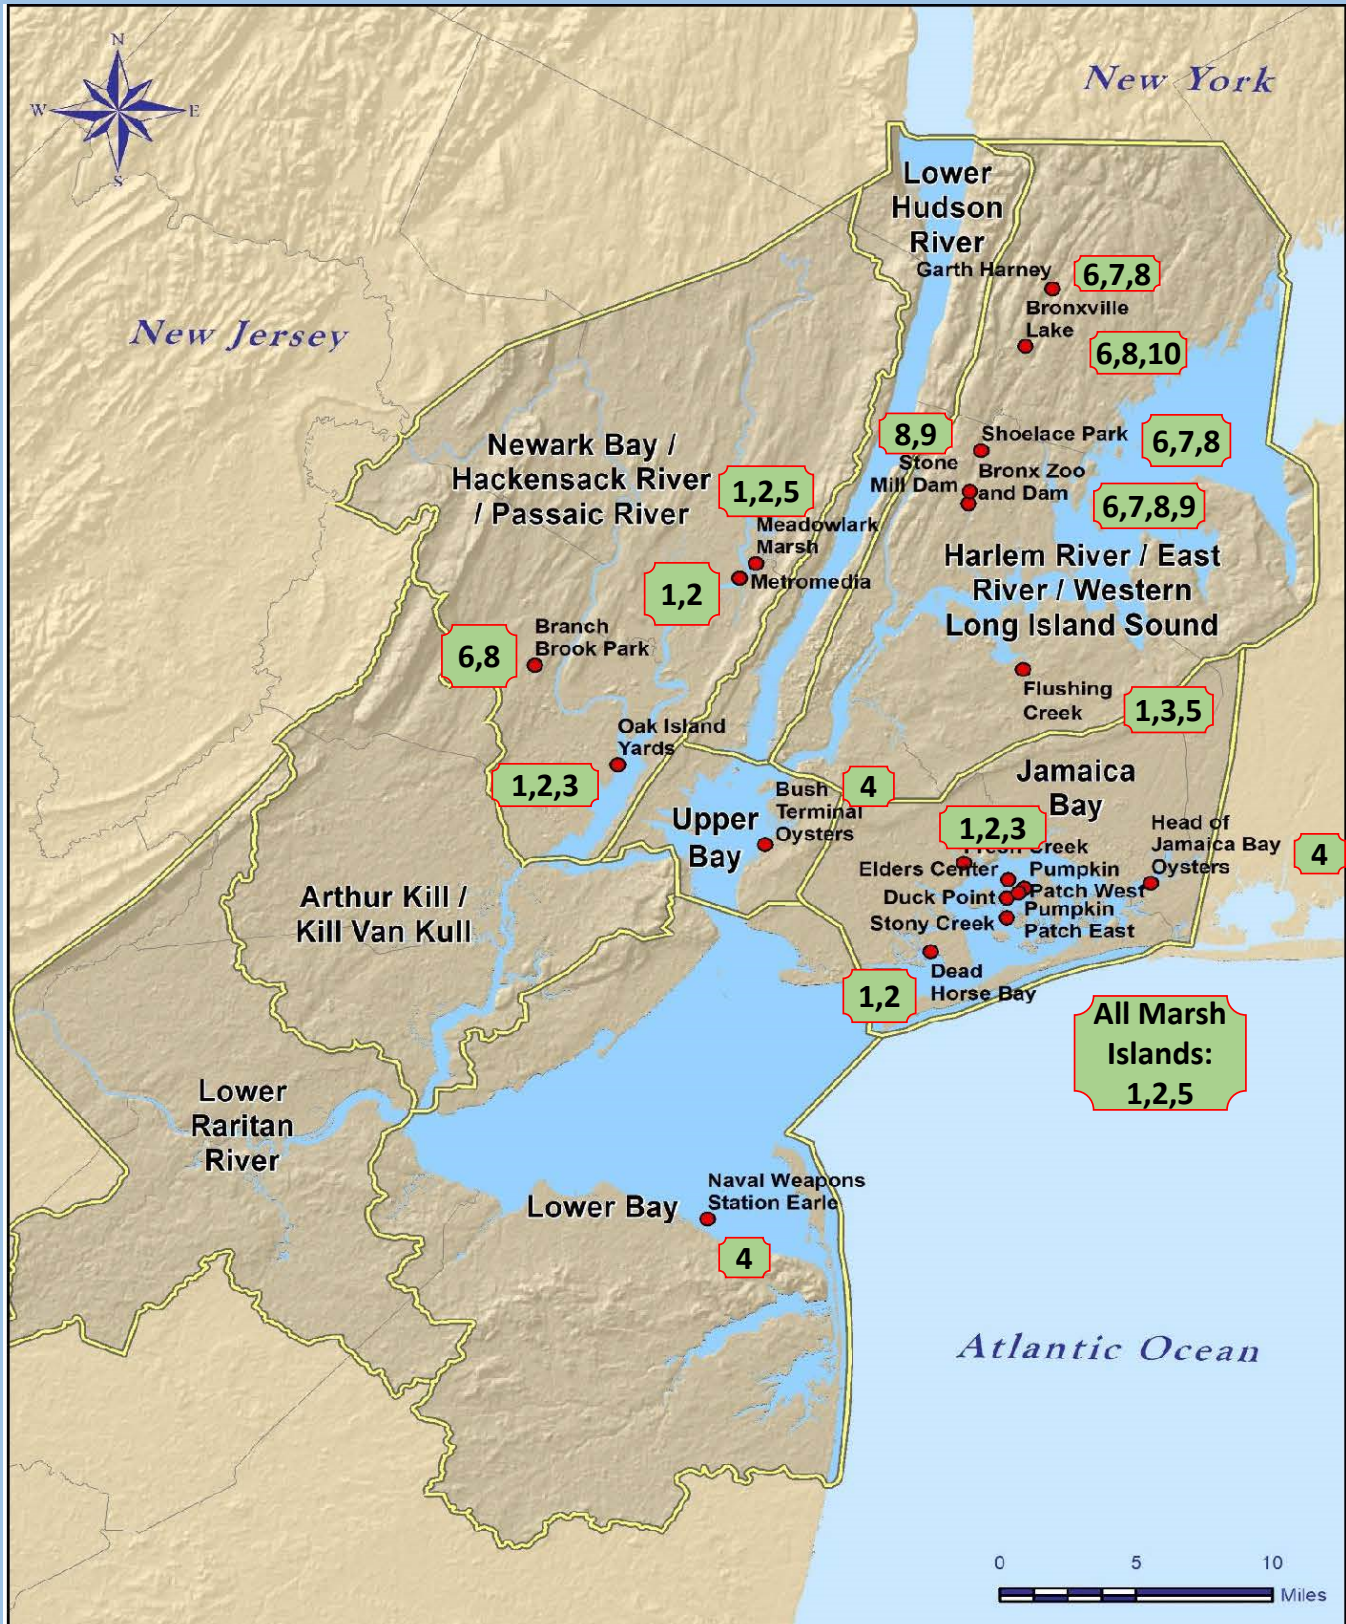 N
W
E
S
New York
New Jersey
Lower
Hudson
River
Garth Harney
6,7,8
Bronxville
Lake
6,8,10
8,9
Shoelace Park
6,7,8
Stone
Mill Dam
Bronx Zoo
and Dam
6,7,8,9
Newark Bay /
Hackensack River
/ Passaic River
1,2,5
Meadowlark
Marsh
Metromedia
1,2
Harlem River / East
River / Western
Long Island Sound
Branch
Brook Park
6,8
Flushing
Creek
1,3,5
Oak Island
Yards
1,2,3
Upper
Bay
Bush
Terminal
Oysters
4
Jamaica
Bay
1,2,3
Fresh Creek
Head of
Jamaica Bay
Oysters
4
Elders Center
Pumpkin
Patch West
Duck Point
Pumpkin
Patch East
Stony Creek
Dead
Horse Bay
1,2
All Marsh
Islands:
1,2,5
Arthur Kill /
Kill Van Kull
Lower
Raritan
River
Lower Bay
Naval Weapons
Station Earle
4
Atlantic Ocean
0 5 10
Miles